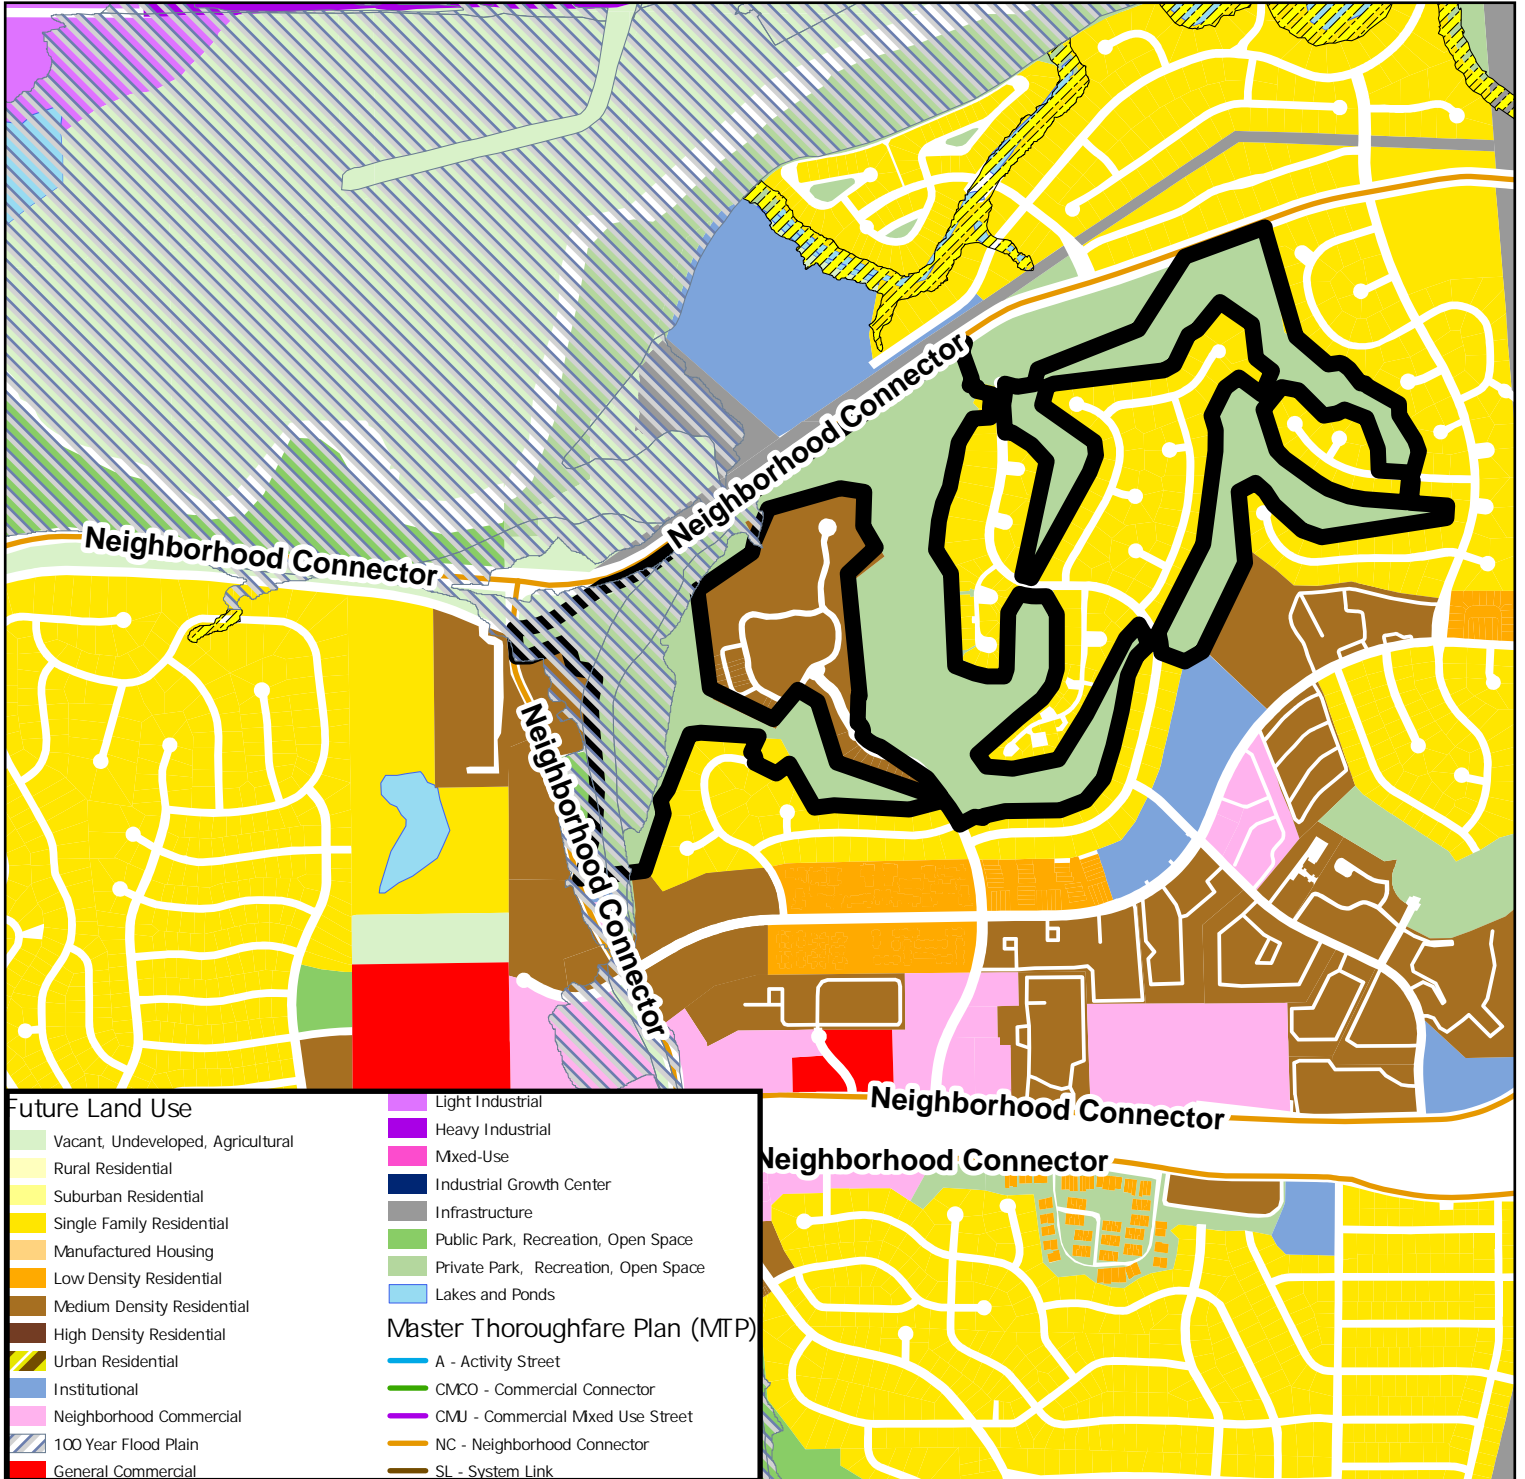 Neighborhood Connector
Neighborhood Connector
Neighborhood Connector
Neighborhood Connector
Neighborhood Connector
Future Land Use
Vacant, Undeveloped, Agricultural
Rural Residential
Suburban Residential
Single Family Residential
Manufactured Housing
Low Density Residential
Medium Density Residential
High Density Residential
Urban Residential
Institutional
Neighborhood Commercial
100 Year Flood Plain
General Commercial
Light Industrial
Heavy Industrial
Mixed-Use
Industrial Growth Center
Infrastructure
Public Park, Recreation, Open Space
Private Park, Recreation, Open Space
Lakes and Ponds
Master Thoroughfare Plan (MTP)
A - Activity Street
CMCO - Commercial Connector
CMU - Commercial Mixed Use Street
NC - Neighborhood Connector
SL - System Link